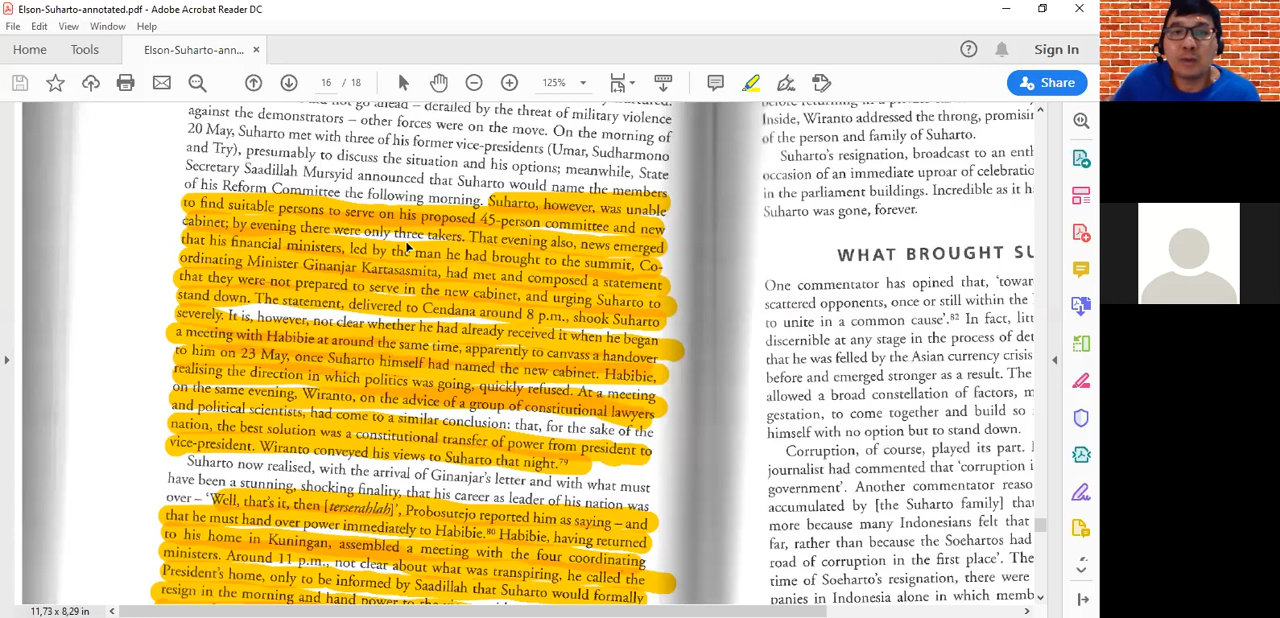 Elson-Suharto-annotated.pdf - Adobe Acrobat Reader DC
File Edit View Window Help
Home Tools Elson-Suharto-ann... × Sign In
16 / 18 125% Share
against the demonstrators – other forces were on the move. On the morning of
20 May, Suharto met with three of his former vice-presidents (Umar, Sudharmono
and Try), presumably to discuss the situation and his options; meanwhile, State
Secretary Saadillah Mursyid announced that Suharto would name the members
of his Reform Committee the following morning. Suharto, however, was unable
to find suitable persons to serve on his proposed 45-person committee and new
cabinet; by evening there were only three takers. That evening also, news emerged
that his financial ministers, led by the man he had brought to the summit, Co-
ordinating Minister Ginanjar Kartasasmita, had met and composed a statement
that they were not prepared to serve in the new cabinet, and urging Suharto to
stand down. The statement, delivered to Cendana around 8 p.m., shook Suharto
severely. It is, however, not clear whether he had already received it when he began
a meeting with Habibie at around the same time, apparently to canvass a handover
to him on 23 May, once Suharto himself had named the new cabinet. Habibie,
realising the direction in which politics was going, quickly refused. At a meeting
on the same evening, Wiranto, on the advice of a group of constitutional lawyers
and political scientists, had come to a similar conclusion: that, for the sake of the
nation, the best solution was a constitutional transfer of power from president to
vice-president. Wiranto conveyed his views to Suharto that night.79
Suharto now realised, with the arrival of Ginanjar's letter and with what must
have been a stunning, shocking finality, that his career as leader of his nation was
over – 'Well, that's it, then [terserahlah]', Probosutejo reported him as saying – and
that he must hand over power immediately to Habibie.80 Habibie, having returned
to his home in Kuningan, assembled a meeting with the four coordinating
ministers. Around 11 p.m., not clear about what was transpiring, he called the
President's home, only to be informed by Saadillah that Suharto would formally
resign in the morning and hand power to the
Inside, Wiranto addressed the throng, promisin
of the person and family of Suharto.
Suharto's resignation, broadcast to an enth
occasion of an immediate uproar of celebratio
in the parliament buildings. Incredible as it h
Suharto was gone, forever.
WHAT BROUGHT SU
One commentator has opined that, 'towar
scattered opponents, once or still within the
to unite in a common cause'.82 In fact, litt
discernible at any stage in the process of det
that he was felled by the Asian currency crisis
before and emerged stronger as a result. The
allowed a broad constellation of factors, m
gestation, to come together and build so
himself with no option but to stand down.
Corruption, of course, played its part.
journalist had commented that 'corruption i
government'. Another commentator reaso
accumulated by [the Suharto family] that
more because many Indonesians felt that
far, rather than because the Soehartos had
road of corruption in the first place'. The
time of Soeharto's resignation, there were
panies in Indonesia alone in which memb
11,73 x 8,29 in